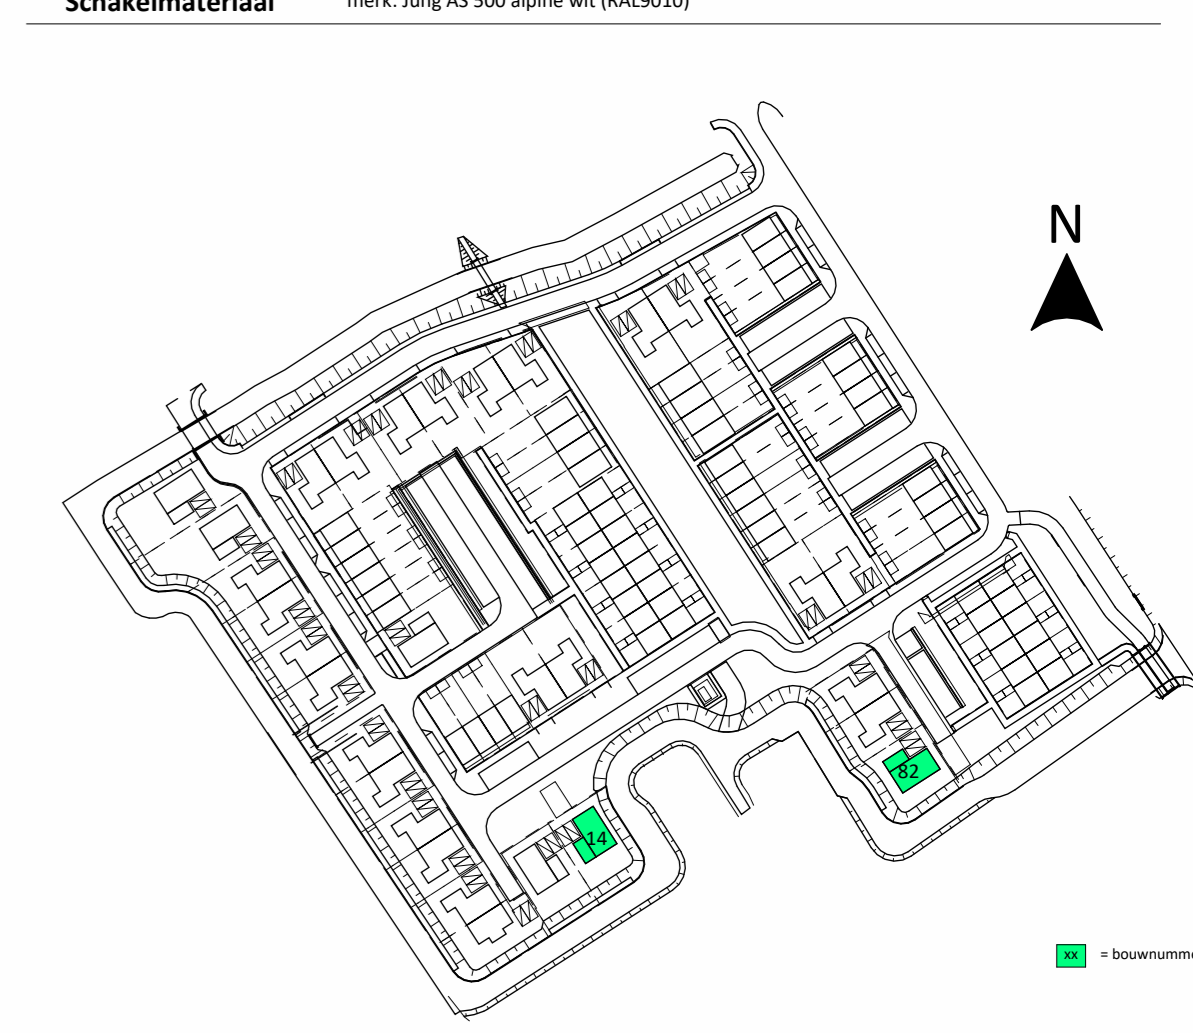 Schakelmateriaal merk: Jung AS 500 alpine wit (RAL9010)
N
82
14
xx = bouwnumme